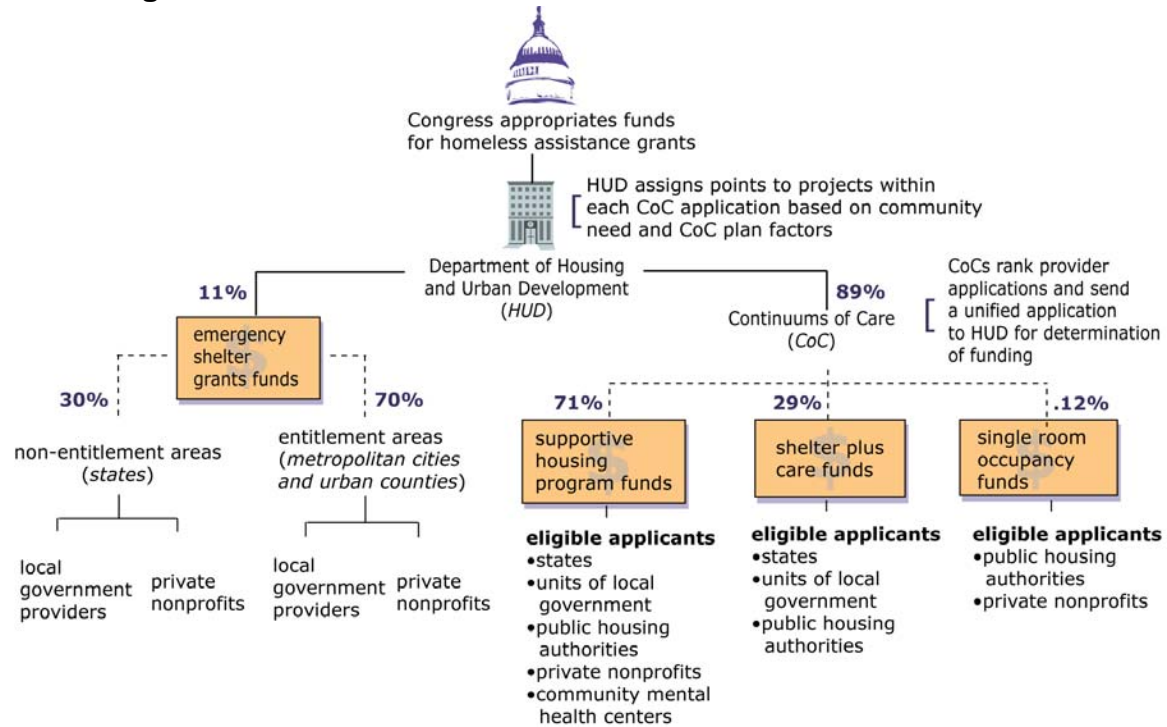 Congress appropriates funds
for homeless assistance grants
HUD assigns points to projects within
each CoC application based on community
need and CoC plan factors
Department of Housing
and Urban Development
(HUD)
11%
89%
Continuums of Care
(CoC)
CoCs rank provider
applications and send
a unified application
to HUD for determination
of funding
emergency
shelter
grants funds
30%
70%
non-entitlement areas
(states)
entitlement areas
(metropolitan cities
and urban counties)
local
government
providers
private
nonprofits
local
government
providers
private
nonprofits
71%
supportive
housing
program funds
eligible applicants
•states
•units of local
government
•public housing
authorities
•private nonprofits
•community mental
health centers
29%
shelter plus
care funds
eligible applicants
•states
•units of local
government
•public housing
authorities
.12%
single room
occupancy
funds
eligible applicants
•public housing
authorities
•private nonprofits